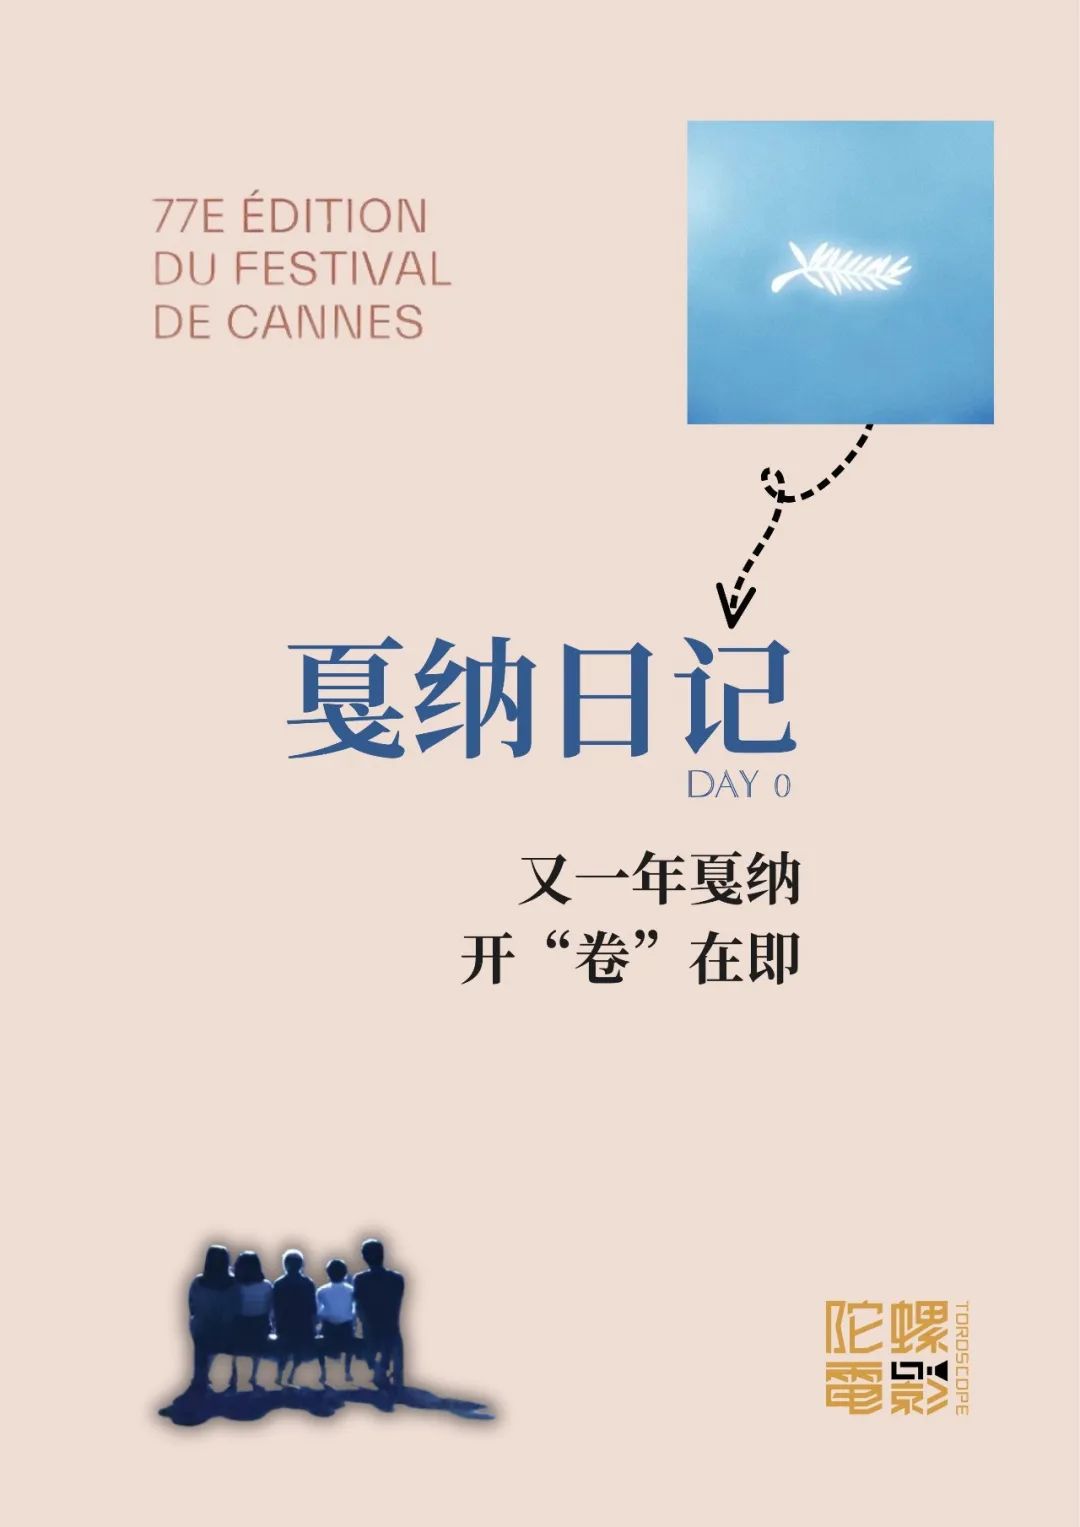 77E ÉDITION
DU FESTIVAL
DE CANNES
戛纳日记
DAY 0
又一年戛纳
开“卷”在即
陀螺
電影
TOROSCOPE